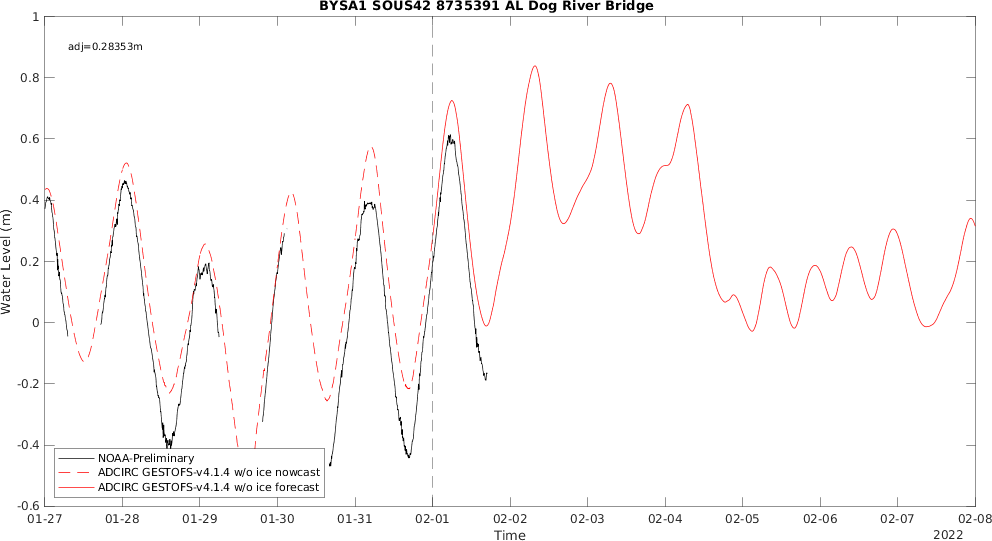 BYSA1 SOUS42 8735391 AL Dog River Bridge
1
adj=0.28353m
0.8
0.6
0.4
0.2
0
-0.2
-0.4
-0.6
Water Level (m)
NOAA-Preliminary
ADCIRC GESTOFS-v4.1.4 w/o ice nowcast
ADCIRC GESTOFS-v4.1.4 w/o ice forecast
01-27 01-28 01-29 01-30 01-31 02-01 02-02 02-03 02-04 02-05 02-06 02-07 02-08
Time
2022